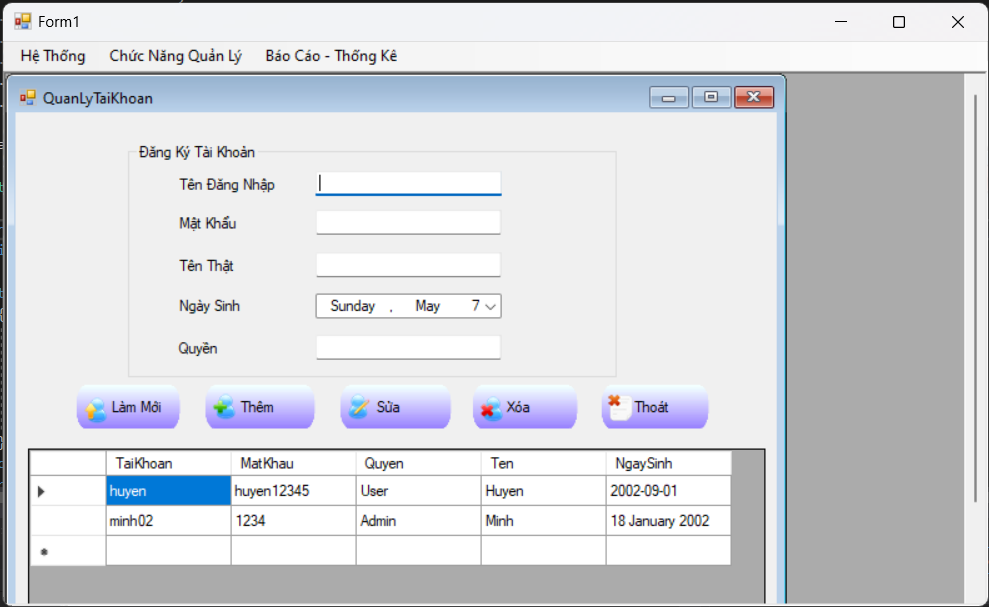 Form1
Hệ Thống Chức Năng Quản Lý Báo Cáo - Thống Kê
QuanLyTaiKhoan
Đăng Ký Tài Khoản
Tên Đăng Nhập
Mật Khẩu
Tên Thật
Ngày Sinh Sunday , May 7
Quyền
Làm Mới Thêm Sửa Xóa Thoát
TaiKhoan MatKhau Quyen Ten NgaySinh
huyen huyen12345 User Huyen 2002-09-01
minh02 1234 Admin Minh 18 January 2002